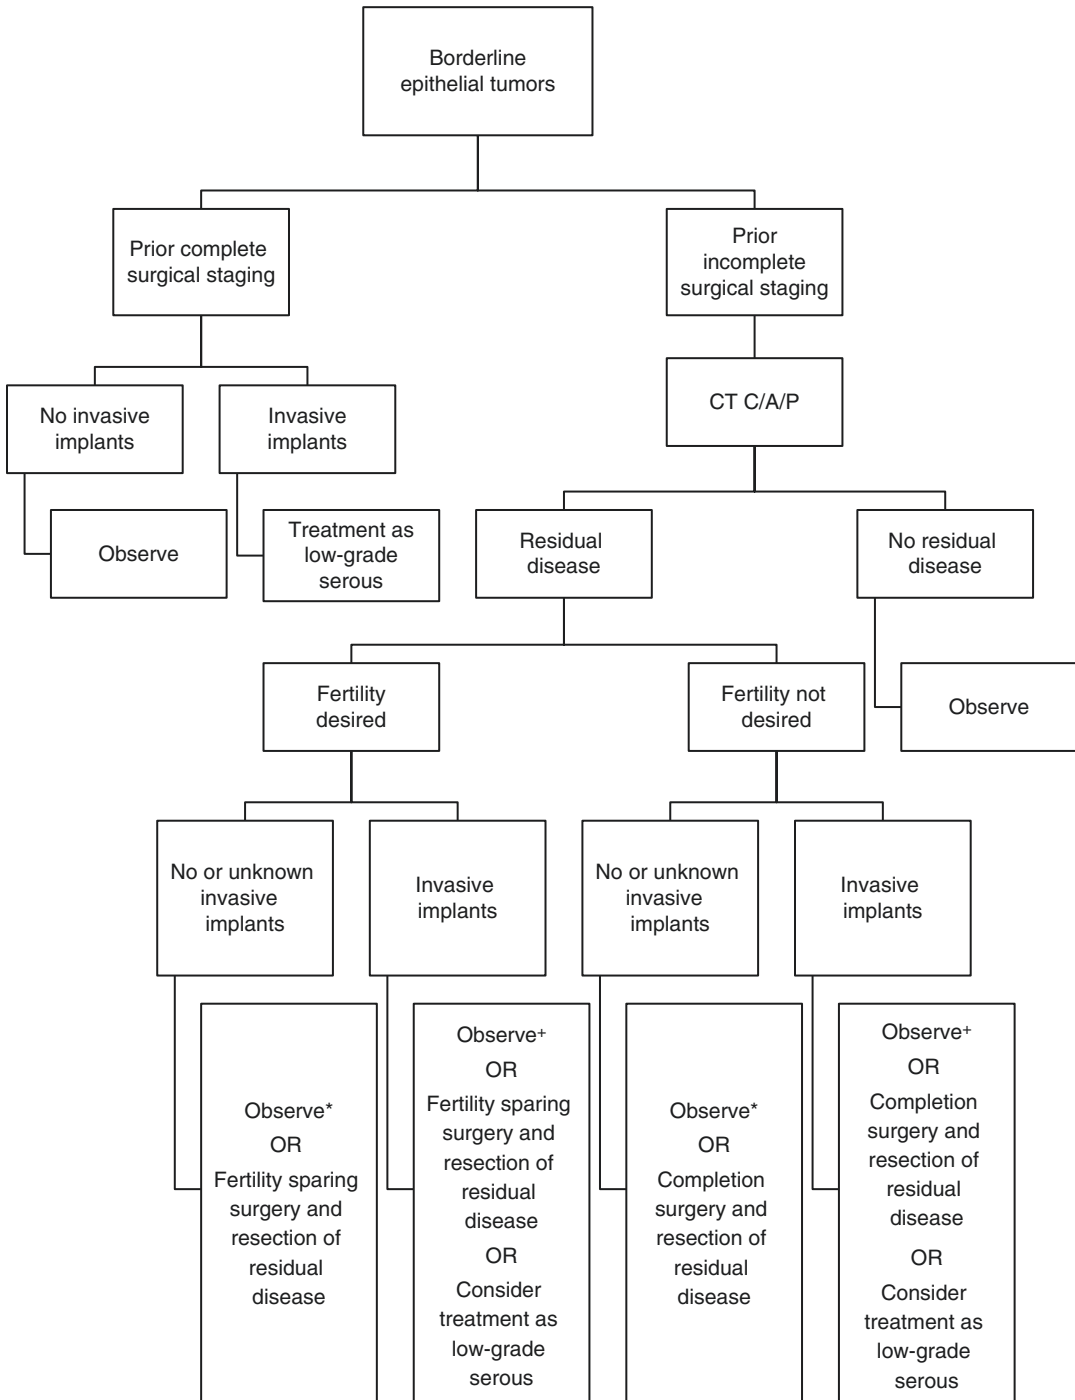 Borderline
epithelial tumors
Prior complete
surgical staging
Prior
incomplete
surgical staging
No invasive
implants
Invasive
implants
CT C/A/P
Observe
Treatment as
low-grade
serous
Residual
disease
No residual
disease
Fertility
desired
Fertility not
desired
Observe
No or unknown
invasive
implants
Invasive
implants
No or unknown
invasive
implants
Invasive
implants
Observe*
OR
Fertility sparing
surgery and
resection of
residual
disease
Observe+
OR
Fertility sparing
surgery and
resection of
residual
disease
OR
Consider
treatment as
low-grade
serous
Observe*
OR
Completion
surgery and
resection of
residual
disease
Observe+
OR
Completion
surgery and
resection of
residual
disease
OR
Consider
treatment as
low-grade
serous